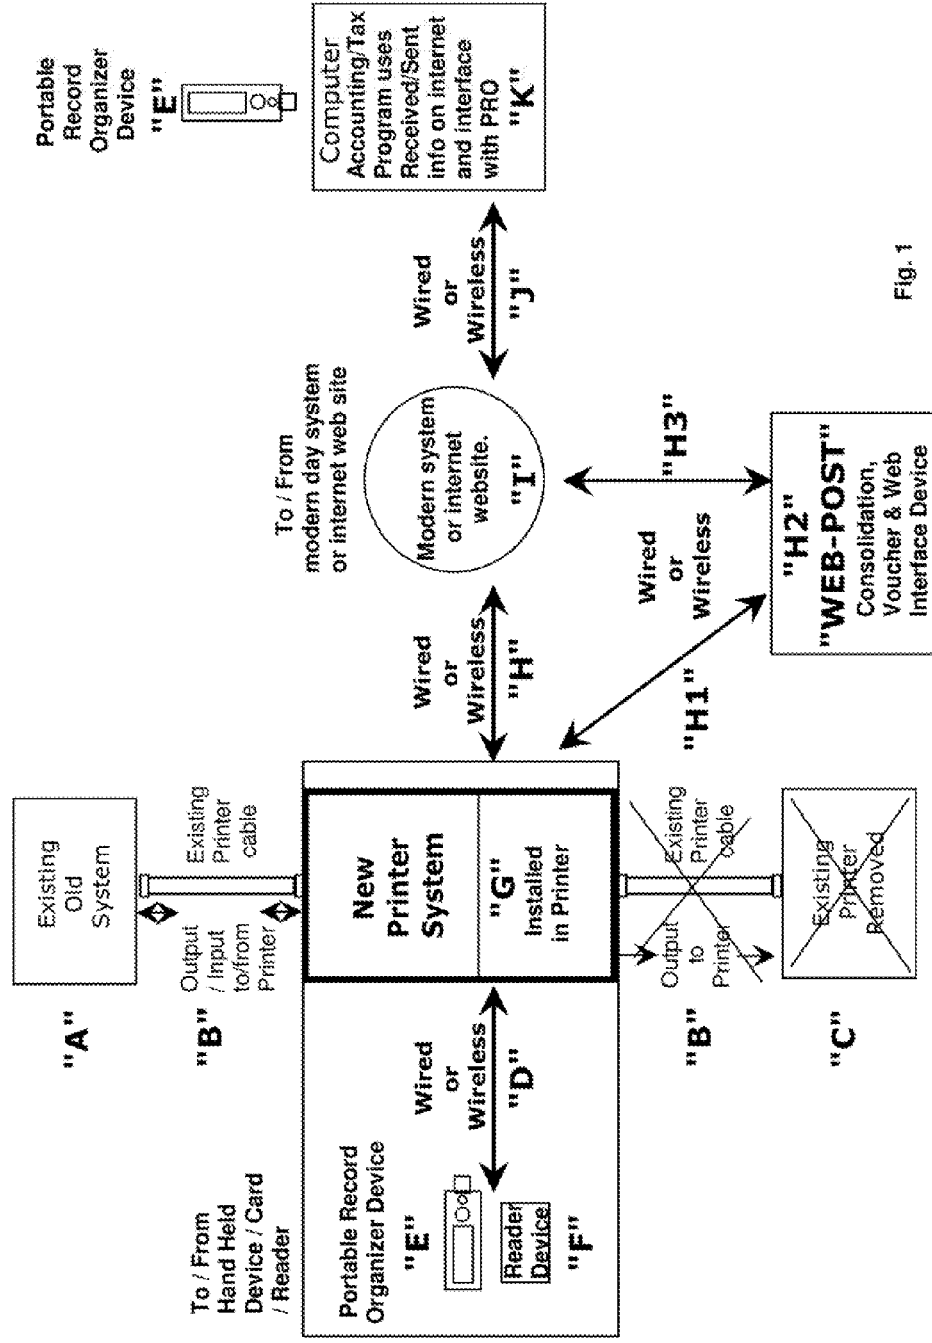 "A"
Existing
Old
System
"B"
Output
/ Input
to/from
Printer
Existing
Printer
cable
To / From
Hand Held
Device / Card
/ Reader
Portable Record
Organizer Device
"E"
Reader
Device
"F"
Wired
or
Wireless
"D"
New
Printer
System
"G"
Installed
in Printer
"B"
Output
to
Printer
Existing
Printer
cable
"C"
Existing
Printer
Removed
Wired
or
Wireless
"H"
To / From
modern day system
or internet web site
Modern system
or internet
website.
"I"
"H1"
Wired
or
Wireless
"H3"
"H2"
"WEB-POST"
Consolidation,
Voucher & Web
Interface Device
Wired
or
Wireless
"J"
Portable
Record
Organizer
Device
"E"
Computer
Accounting/Tax
Program uses
Received/Sent
info on internet
and interface
with PRO
"K"
Fig. 1